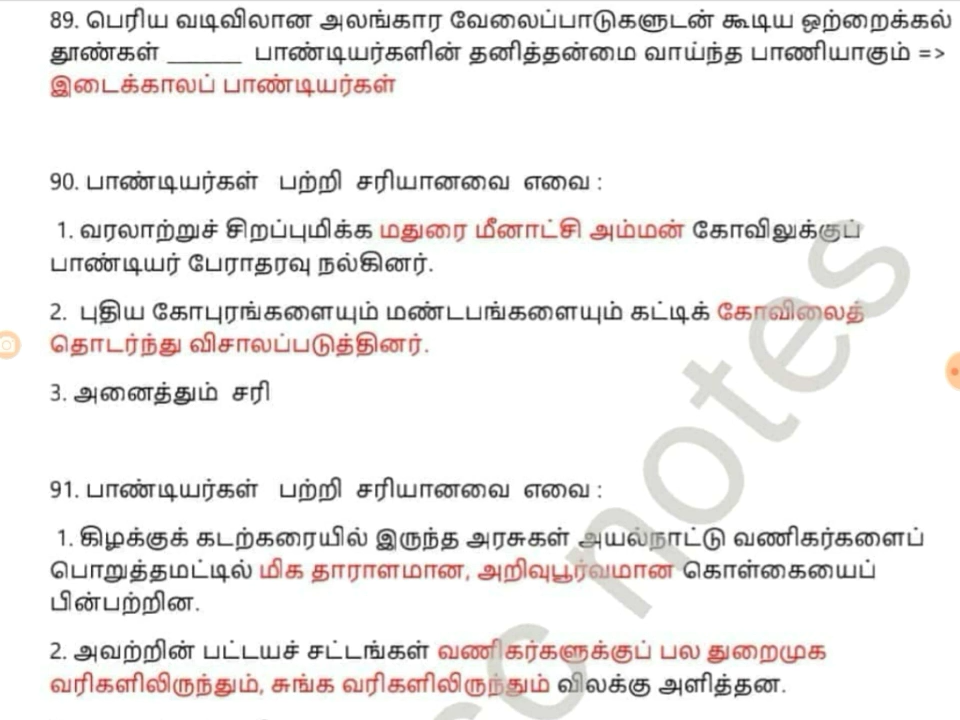 89. பெரிய வடிவிலான அலங்கார வேலைப்பாடுகளுடன் கூடிய ஒற்றைக்கல்
தூண்கள் ______ பாண்டியர்களின் தனித்தன்மை வாய்ந்த பாணியாகும் =>
இடைக்காலப் பாண்டியர்கள்
90. பாண்டியர்கள் பற்றி சரியானவை எவை :
1. வரலாற்றுச் சிறப்புமிக்க மதுரை மீனாட்சி அம்மன் கோவிலுக்குப்
பாண்டியர் பேராதரவு நல்கினர்.
2. புதிய கோபுரங்களையும் மண்டபங்களையும் கட்டிக் கோவிலைத்
தொடர்ந்து விசாலப்படுத்தினர்.
3. அனைத்தும் சரி
91. பாண்டியர்கள் பற்றி சரியானவை எவை :
1. கிழக்குக் கடற்கரையில் இருந்த அரசுகள் அயல்நாட்டு வணிகர்களைப்
பொறுத்தமட்டில் மிக தாராளமான, அறிவுபூர்வமான கொள்கையைப்
பின்பற்றின.
2. அவற்றின் பட்டயச் சட்டங்கள் வணிகர்களுக்குப் பல துறைமுக
வரிகளிலிருந்தும், சுங்க வரிகளிலிருந்தும் விலக்கு அளித்தன.
sc notes